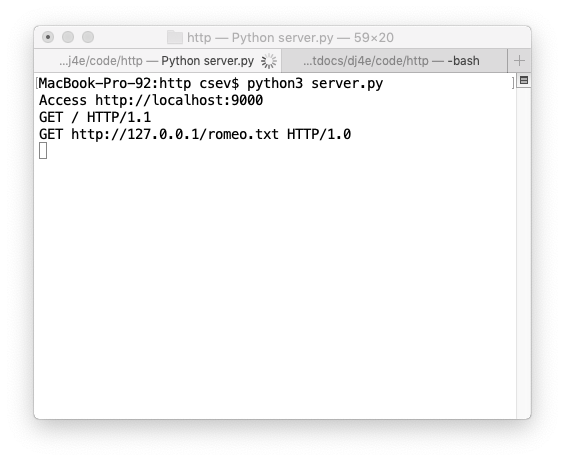 http — Python server.py — 59×20
...j4e/code/http — Python server.py
...tdocs/dj4e/code/http — -bash
[MacBook-Pro-92:http csev$ python3 server.py ]
Access http://localhost:9000
GET / HTTP/1.1
GET http://127.0.0.1/romeo.txt HTTP/1.0